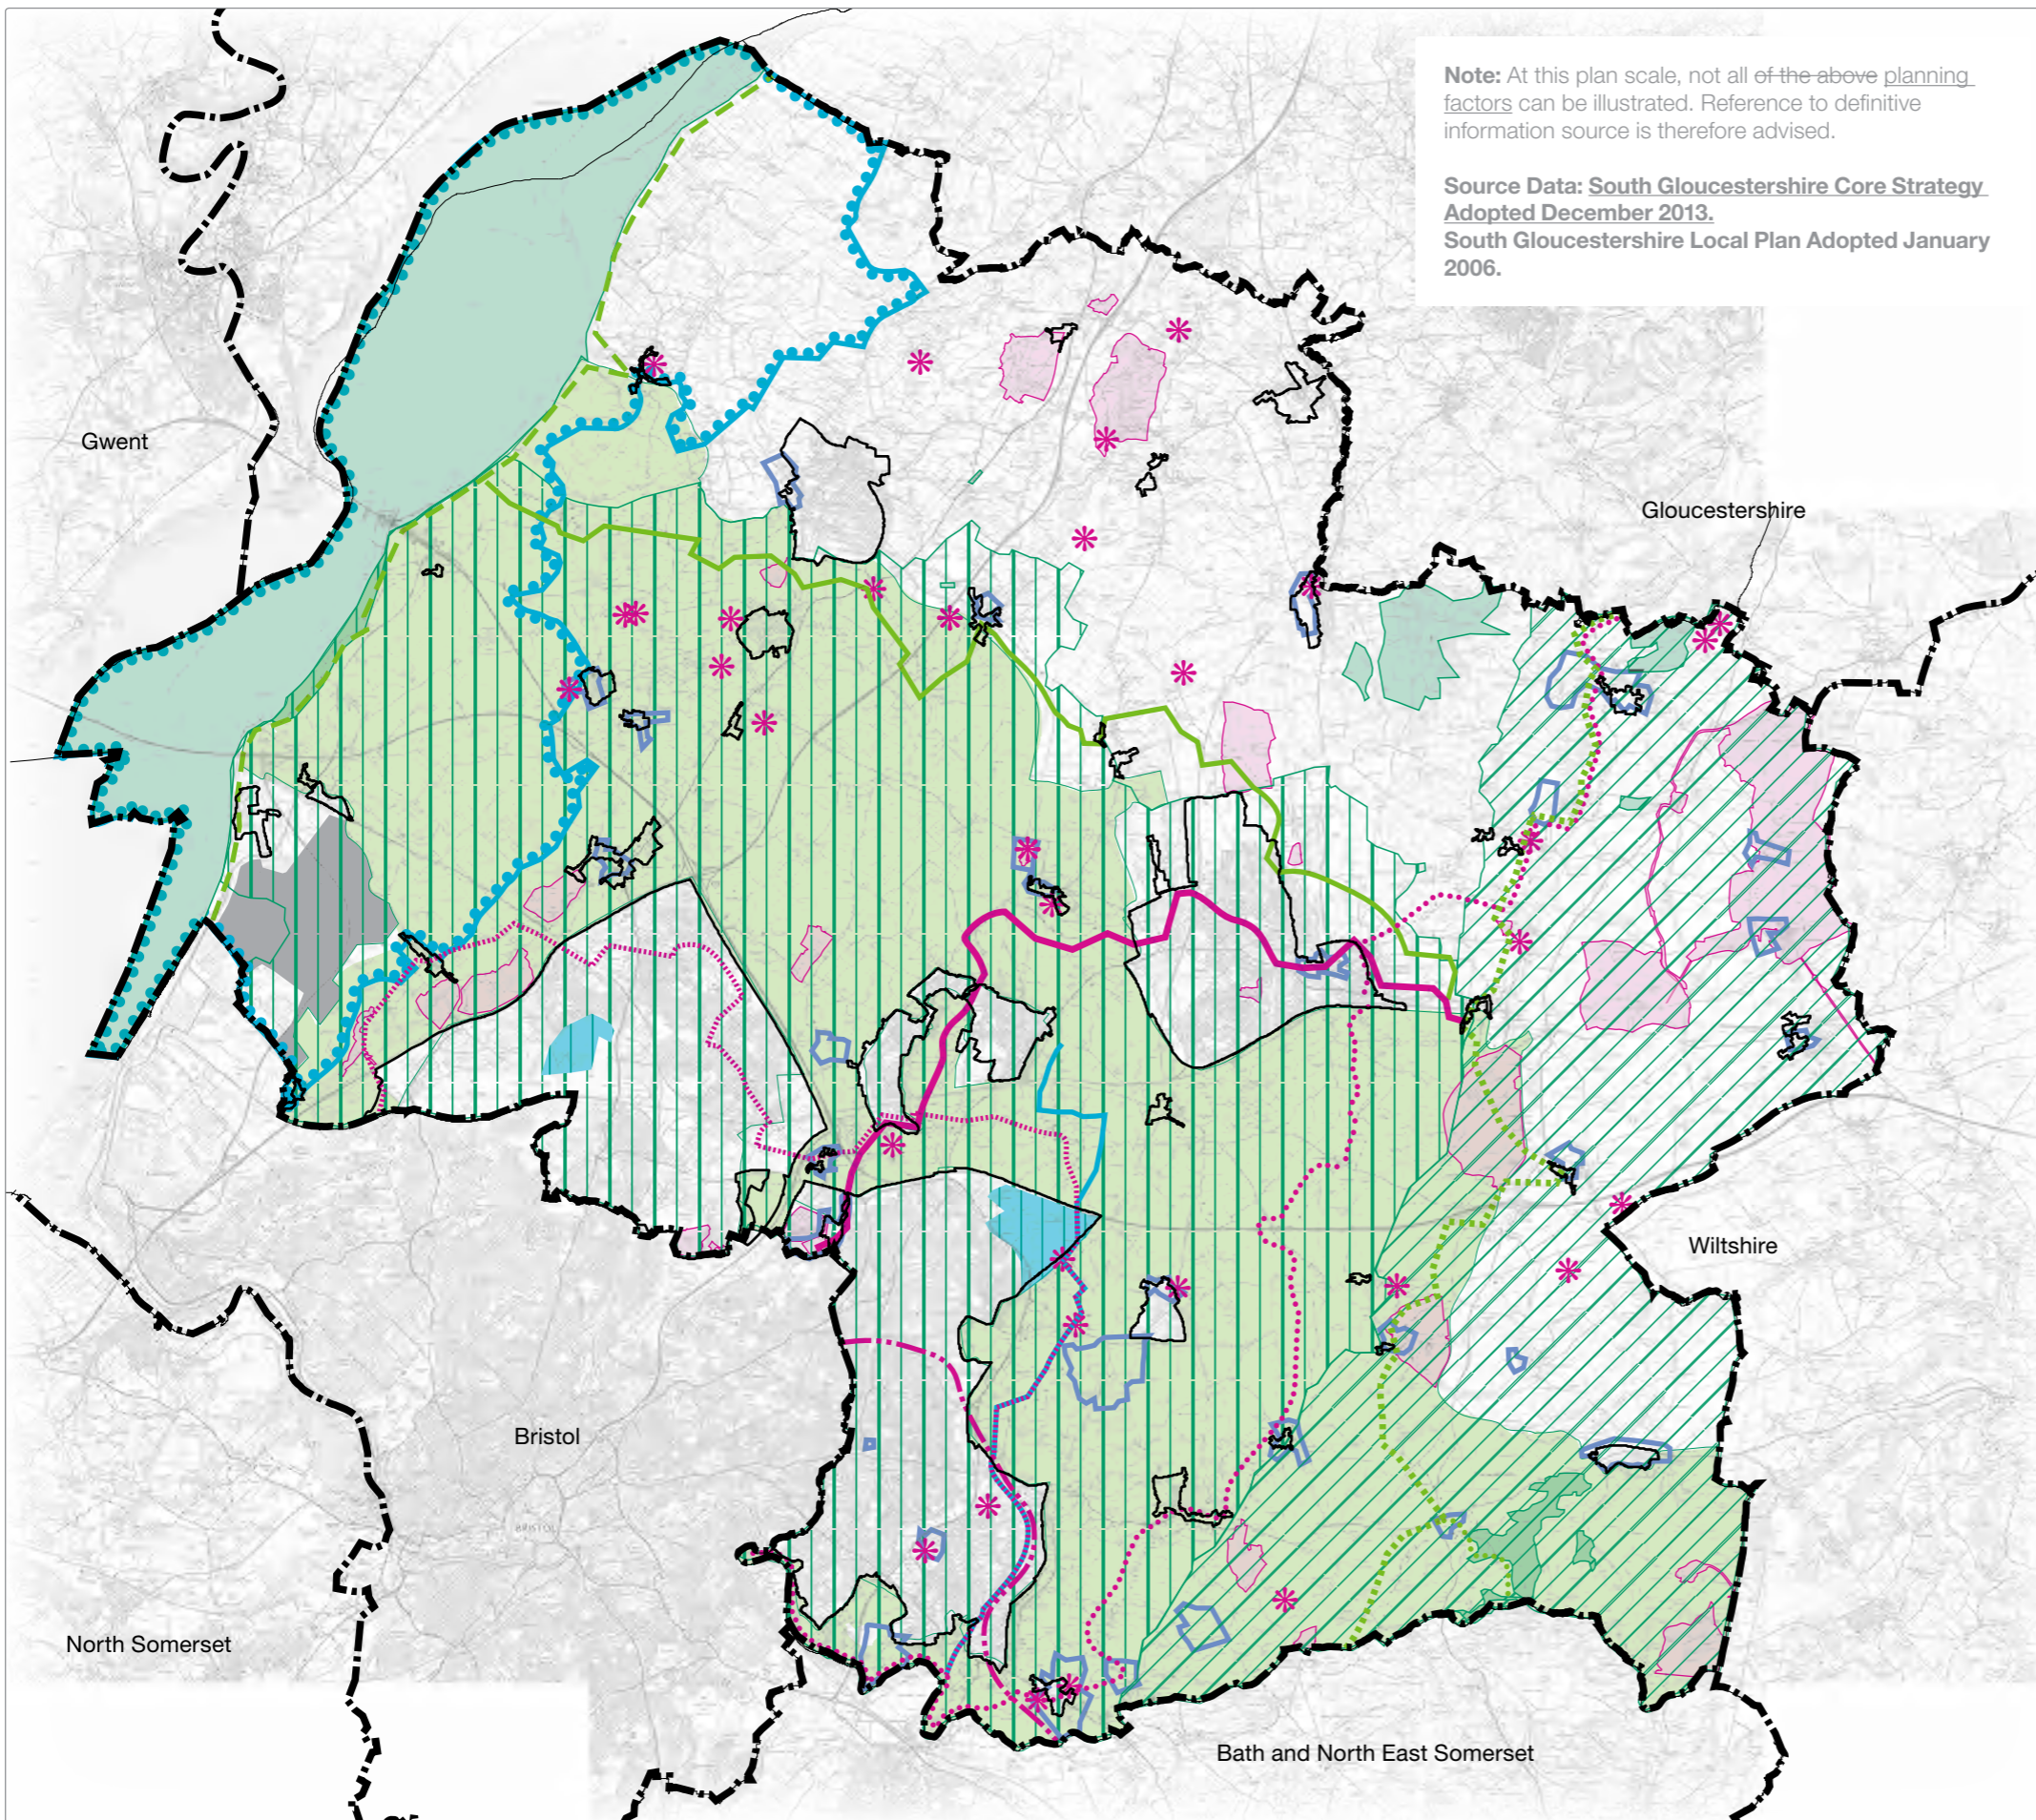 Note: At this plan scale, not all of the above planning
factors can be illustrated. Reference to definitive
information source is therefore advised.
Source Data: South Gloucestershire Core Strategy
Adopted December 2013.
South Gloucestershire Local Plan Adopted January
2006.
Gwent
Gloucestershire
Wiltshire
Bristol
BRISTOL
North Somerset
Bath and North East Somerset